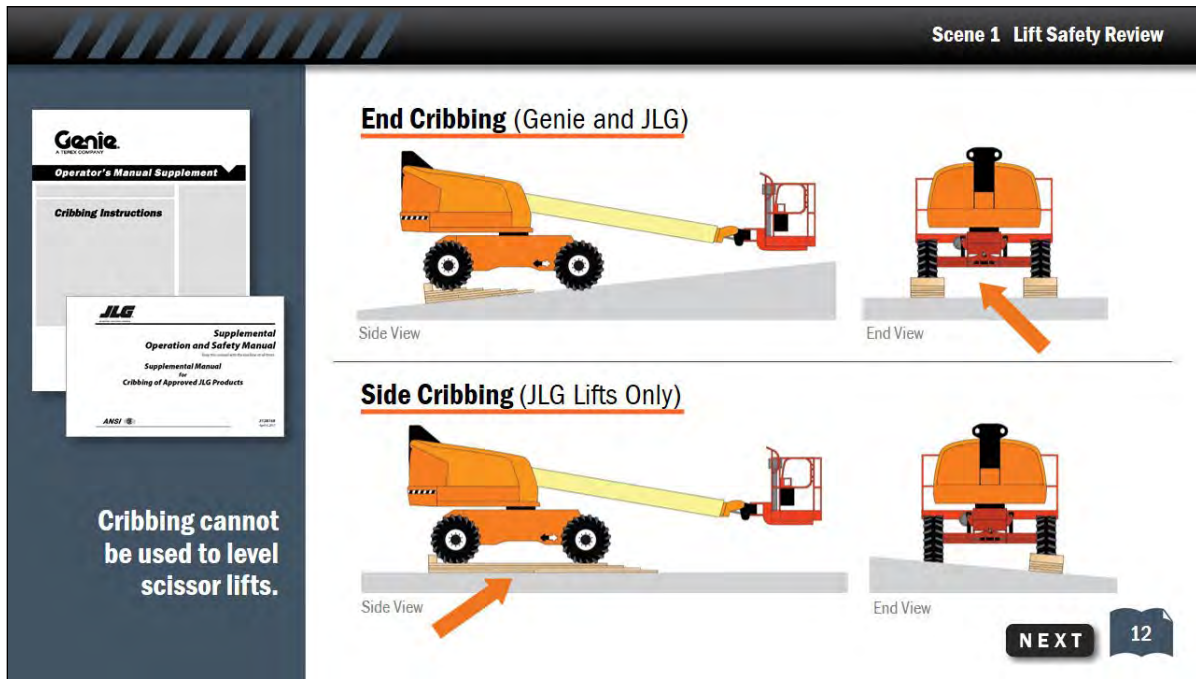 Scene 1 Lift Safety Review
Genie
A TEREX COMPANY
Operator's Manual Supplement
Cribbing Instructions
JLG
Supplemental
Operation and Safety Manual
Supplemental Manual
for
Cribbing of Approved JLG Products
ANSI
Cribbing cannot
be used to level
scissor lifts.
End Cribbing (Genie and JLG)
Side View
End View
Side Cribbing (JLG Lifts Only)
Side View
End View
NEXT
12